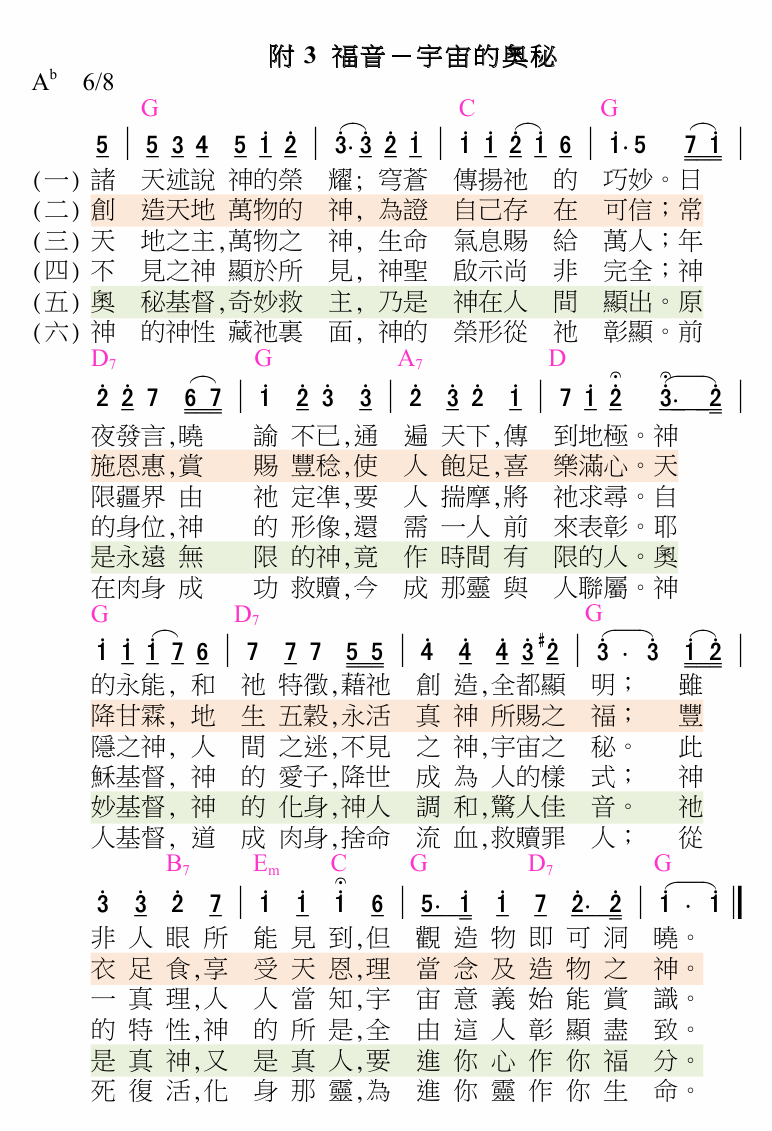 附 3 福音－宇宙的奧秘
Ab 6/8
G C G
5 | 5 3 4 5 i 2 | 3· 3 2 i | i i 2 i 6 | i· 5 7 i |
(一) 諸 天述說 神的榮 耀; 穹蒼 傳揚祂 的 巧妙。日
(二) 創 造天地 萬物的 神, 為證 自己存 在 可信；常
(三) 天 地之主,萬物之 神, 生命 氣息賜 給 萬人；年
(四) 不 見之神 顯於所 見, 神聖 啟示尚 非 完全；神
(五) 奧 秘基督,奇妙救 主, 乃是 神在人 間 顯出。原
(六) 神 的神性 藏祂裏 面, 神的 榮形從 祂 彰顯。前
D7 G A7 D
2 2 7 6 7 | i 2 3 3 | 2 3 2 i | 7 i 2 3· 2 |
夜發言,曉 諭 不已,通 遍 天下,傳 到地極。神
施恩惠,賞 賜 豐稔,使 人 飽足,喜 樂滿心。天
限疆界 由 祂 定準,要 人 揣摩,將 祂求尋。自
的身位,神 的 形像,還 需 一人 前 來表彰。耶
是永遠 無 限 的神,竟 作 時間 有 限的人。奧
在肉身 成 功 救贖,今 成 那靈 與 人聯屬。神
G D7 G
i i i 7 6 | 7 7 7 5 5 | 4 4 4 3 #2 | 3 · 3 i 2 |
的永能, 和 祂 特徵,藉祂 創 造,全都顯 明； 雖
降甘霖, 地 生 五穀,永活 真 神 所賜之 福； 豐
隱之神, 人 間 之迷,不見 之 神,宇宙之 秘。 此
穌基督, 神 的 愛子,降世 成 為 人的樣 式； 神
妙基督, 神 的 化身,神人 調 和,驚人佳 音。 祂
人基督, 道 成 肉身,捨命 流 血,救贖罪 人； 從
B7 Em C G D7 G
3 3 2 7 | i i i 6 | 5· i i 7 2· 2 | i · i ‖
非 人 眼 所 能 見 到,但 觀 造 物 即 可 洞 曉。
衣 足 食,享 受 天 恩,理 當 念 及 造 物 之 神。
一 真 理,人 人 當 知,宇 宙 意 義 始 能 賞 識。
的 特 性,神 的 所 是,全 由 這 人 彰 顯 盡 致。
是 真 神,又 是 真 人,要 進 你 心 作 你 福 分。
死 復 活,化 身 那 靈,為 進 你 靈 作 你 生 命。